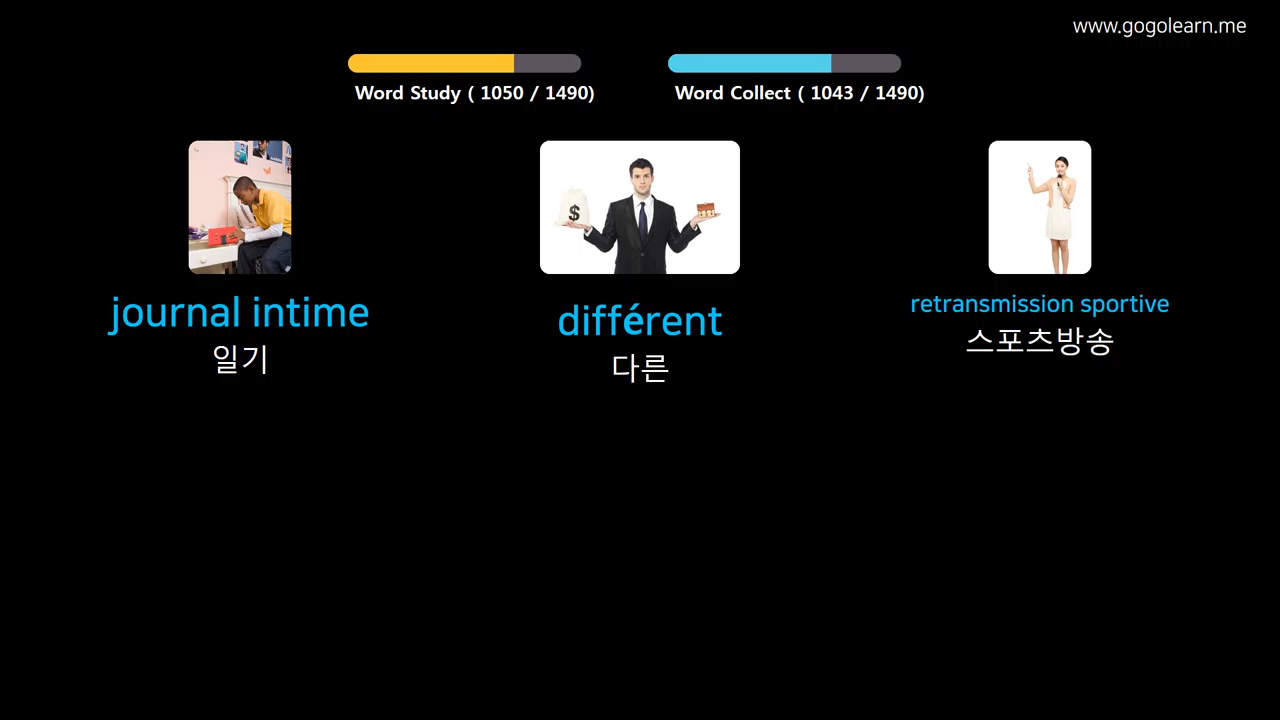 www.gogolearn.me
Word Study ( 1050 / 1490)
Word Collect ( 1043 / 1490)
$
journal intime
일기
différent
다른
retransmission sportive
스포츠방송